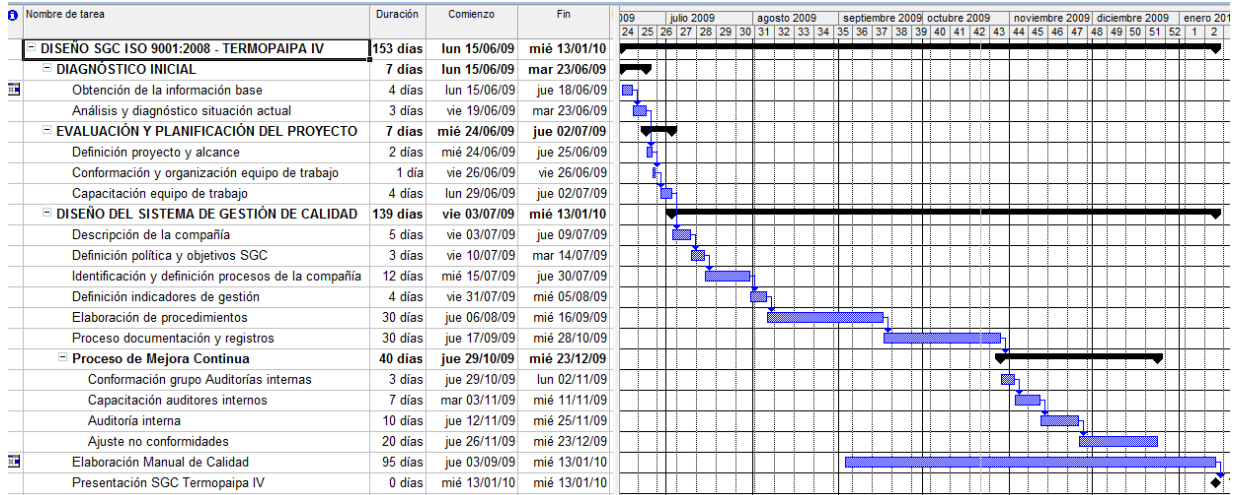 Nombre de tarea Duración Comienzo Fin 009 julio 2009 agosto 2009 septiembre 2009 octubre 2009 noviembre 2009 diciembre 2009 enero 201
24 25 26 27 28 29 30 31 32 33 34 35 36 37 38 39 40 41 42 43 44 45 46 47 48 49 50 51 52 1 2
DISEÑO SGC ISO 9001:2008 - TERMOPAIPA IV 153 días lun 15/06/09 mié 13/01/10
DIAGNÓSTICO INICIAL 7 días lun 15/06/09 mar 23/06/09
Obtención de la información base 4 días lun 15/06/09 jue 18/06/09
Análisis y diagnóstico situación actual 3 días vie 19/06/09 mar 23/06/09
EVALUACIÓN Y PLANIFICACIÓN DEL PROYECTO 7 días mié 24/06/09 jue 02/07/09
Definición proyecto y alcance 2 días mié 24/06/09 jue 25/06/09
Conformación y organización equipo de trabajo 1 día vie 26/06/09 vie 26/06/09
Capacitación equipo de trabajo 4 días lun 29/06/09 jue 02/07/09
DISEÑO DEL SISTEMA DE GESTIÓN DE CALIDAD 139 días vie 03/07/09 mié 13/01/10
Descripción de la compañía 5 días vie 03/07/09 jue 09/07/09
Definición política y objetivos SGC 3 días vie 10/07/09 mar 14/07/09
Identificación y definición procesos de la compañía 12 días mié 15/07/09 jue 30/07/09
Definición indicadores de gestión 4 días vie 31/07/09 mié 05/08/09
Elaboración de procedimientos 30 días jue 06/08/09 mié 16/09/09
Proceso documentación y registros 30 días jue 17/09/09 mié 28/10/09
Proceso de Mejora Continua 40 días jue 29/10/09 mié 23/12/09
Conformación grupo Auditorías internas 3 días jue 29/10/09 lun 02/11/09
Capacitación auditores internos 7 días mar 03/11/09 mié 11/11/09
Auditoría interna 10 días jue 12/11/09 mié 25/11/09
Ajuste no conformidades 20 días jue 26/11/09 mié 23/12/09
Elaboración Manual de Calidad 95 días jue 03/09/09 mié 13/01/10
Presentación SGC Termopaipa IV 0 días mié 13/01/10 mié 13/01/10